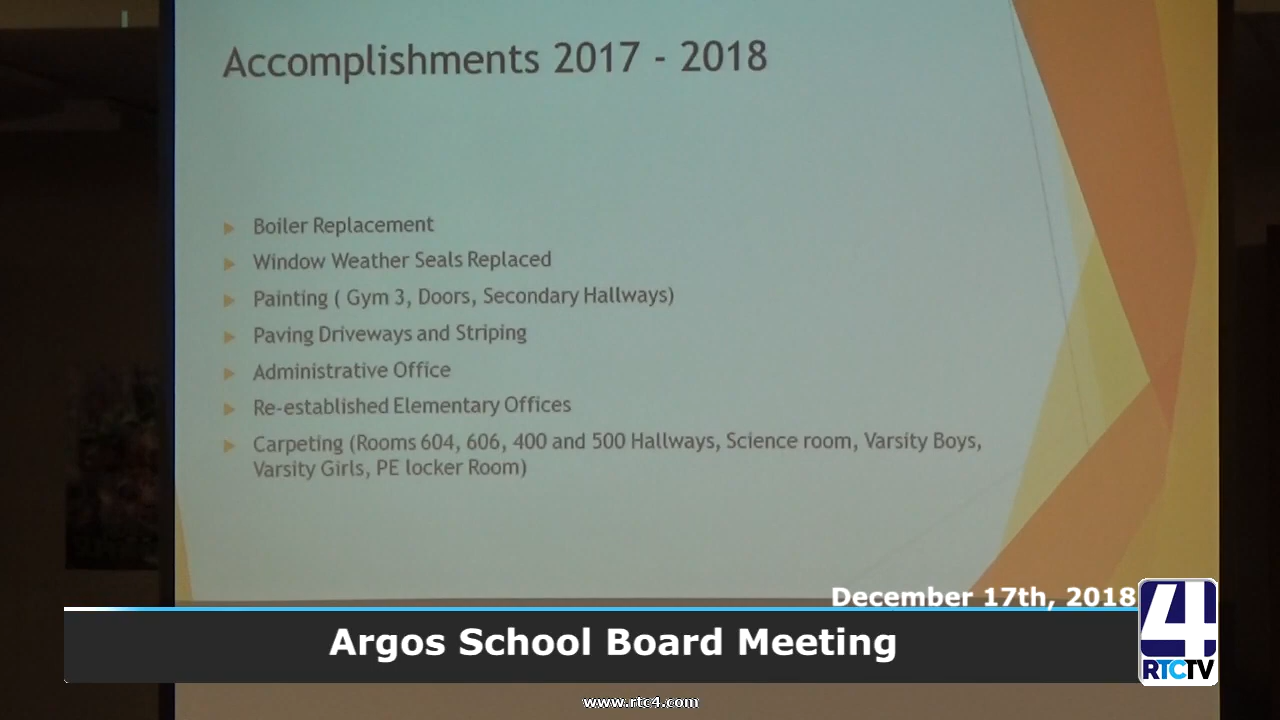 Accomplishments 2017 - 2018
Boiler Replacement
Window Weather Seals Replaced
Painting ( Gym 3, Doors, Secondary Hallways)
Paving Driveways and Striping
Administrative Office
Re-established Elementary Offices
Carpeting (Rooms 604, 606, 400 and 500 Hallways, Science room, Varsity Boys,
Varsity Girls, PE locker Room)
December 17th, 2018
Argos School Board Meeting
4
RTCTV
www.rtc4.com